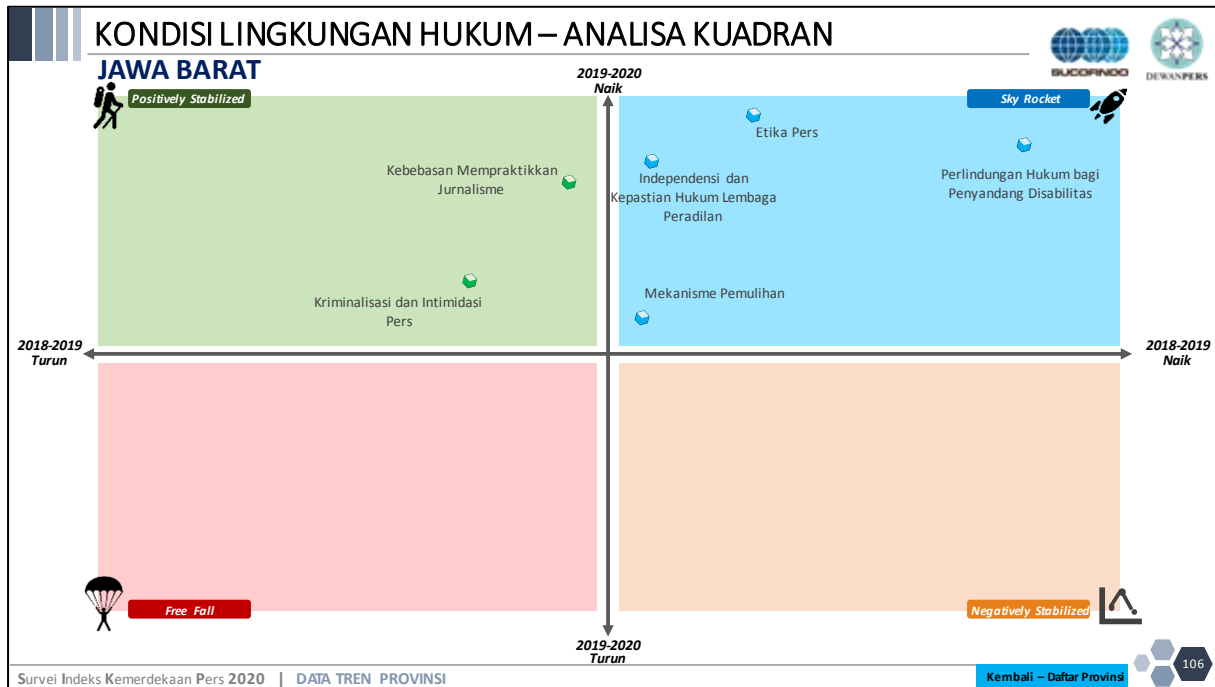 KONDISI LINGKUNGAN HUKUM – ANALISA KUADRAN
JAWA BARAT
SUCOFINDO
DEWAN PERS
2019-2020
Naik
Positively Stabilized
Sky Rocket
Etika Pers
Kebebasan Mempraktikkan
Jurnalisme
Independensi dan
Kepastian Hukum Lembaga
Peradilan
Perlindungan Hukum bagi
Penyandang Disabilitas
Kriminalisasi dan Intimidasi
Pers
Mekanisme Pemulihan
2018-2019
Turun
2018-2019
Naik
Free Fall
Negatively Stabilized
2019-2020
Turun
Survei Indeks Kemerdekaan Pers 2020 | DATA TREN PROVINSI
Kembali – Daftar Provinsi
106